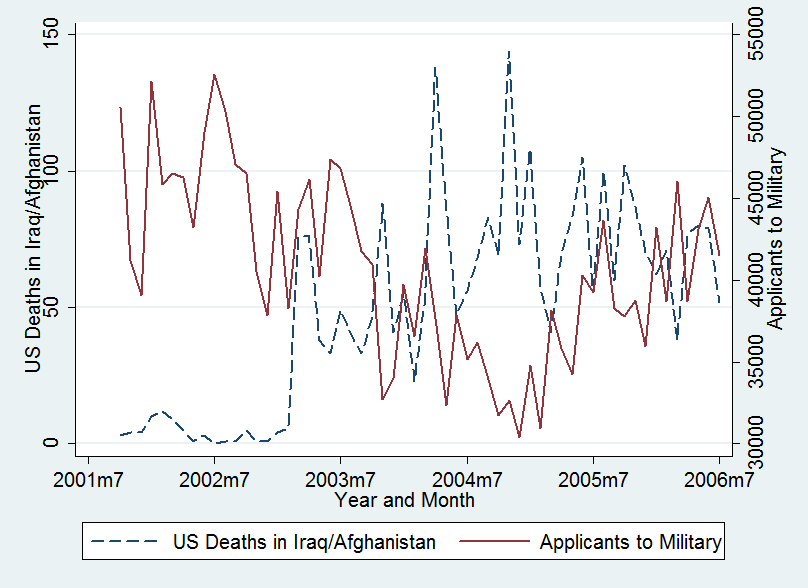 US Deaths in Iraq/Afghanistan
150
100
50
0
55000
50000
45000
40000
35000
30000
Applicants to Military
2001m7 2002m7 2003m7 2004m7 2005m7 2006m7
Year and Month
US Deaths in Iraq/Afghanistan Applicants to Military